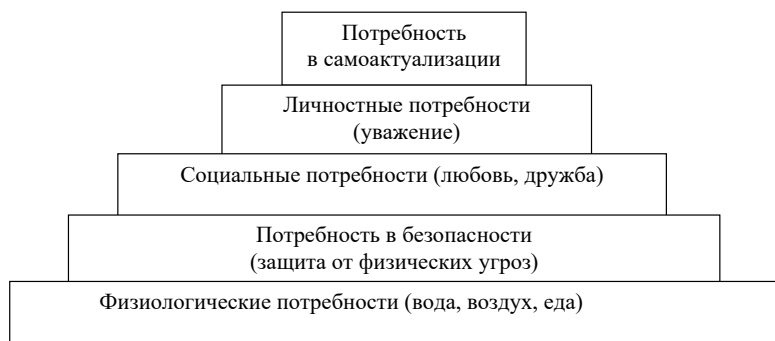 Потребность
в самоактуализации
Личностные потребности
(уважение)
Социальные потребности (любовь, дружба)
Потребность в безопасности
(защита от физических угроз)
Физиологические потребности (вода, воздух, еда)